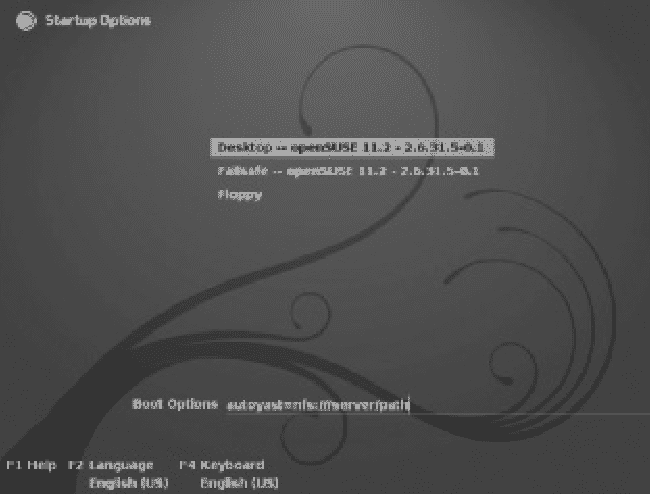 Startup Options
Desktop -- openSUSE 11.2 - 2.6.31.5-0.1
Failsafe -- openSUSE 11.2 - 2.6.31.5-0.1
Floppy
Boot Options autoyast=nfs://server/path
F1 Help F2 Language F4 Keyboard
English (US) English (US)